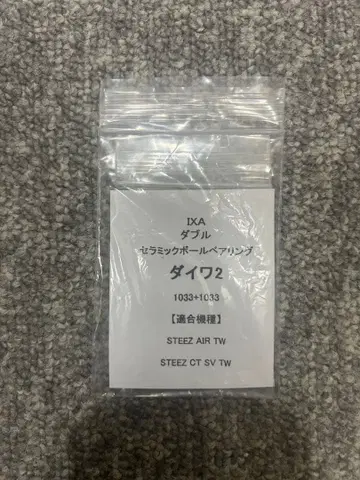 IXA
ダブル
セラミックボールベアリング
ダイワ2
1033+1033
【適合機種】
STEEZ AIR TW
STEEZ CT SV TW